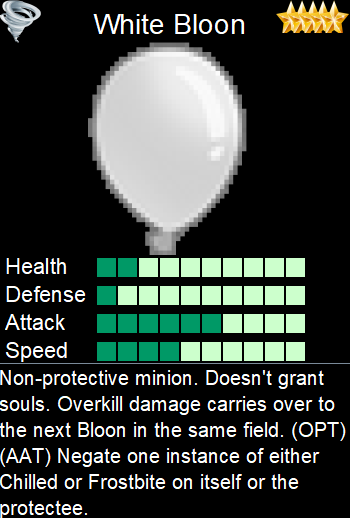 White Bloon
Health
Defense
Attack
Speed
Non-protective minion. Doesn't grant
souls. Overkill damage carries over to
the next Bloon in the same field. (OPT)
(AAT) Negate one instance of either
Chilled or Frostbite on itself or the
protectee.